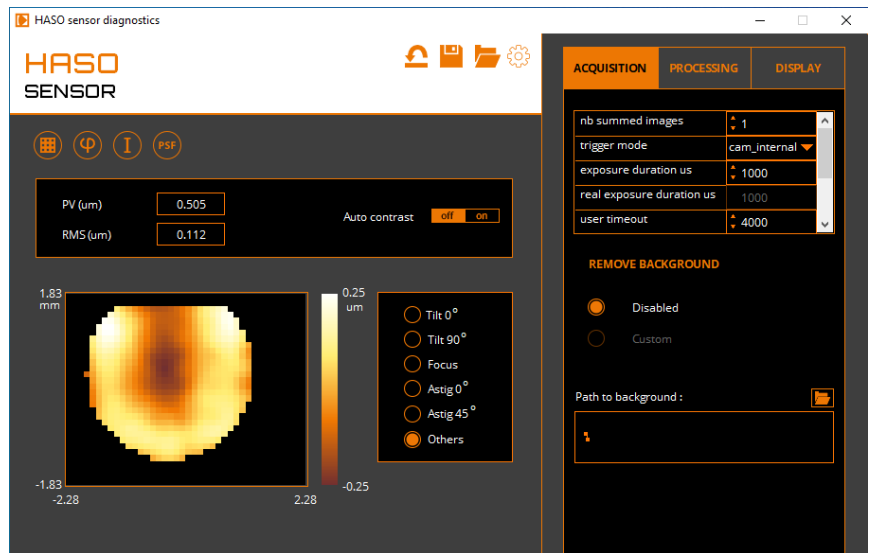 HASO sensor diagnostics
HASO
SENSOR
ACQUISITION PROCESSING DISPLAY
nb summed images 1
trigger mode cam_internal
exposure duration us 1000
real exposure duration us 1000
user timeout 4000
φ I PSF
PV (um) 0.505
RMS (um) 0.112
Auto contrast off on
REMOVE BACKGROUND
Disabled
Custom
Path to background :
1.83
mm
-1.83
-2.28 2.28
0.25
um
-0.25
Tilt 0°
Tilt 90°
Focus
Astig 0°
Astig 45°
Others